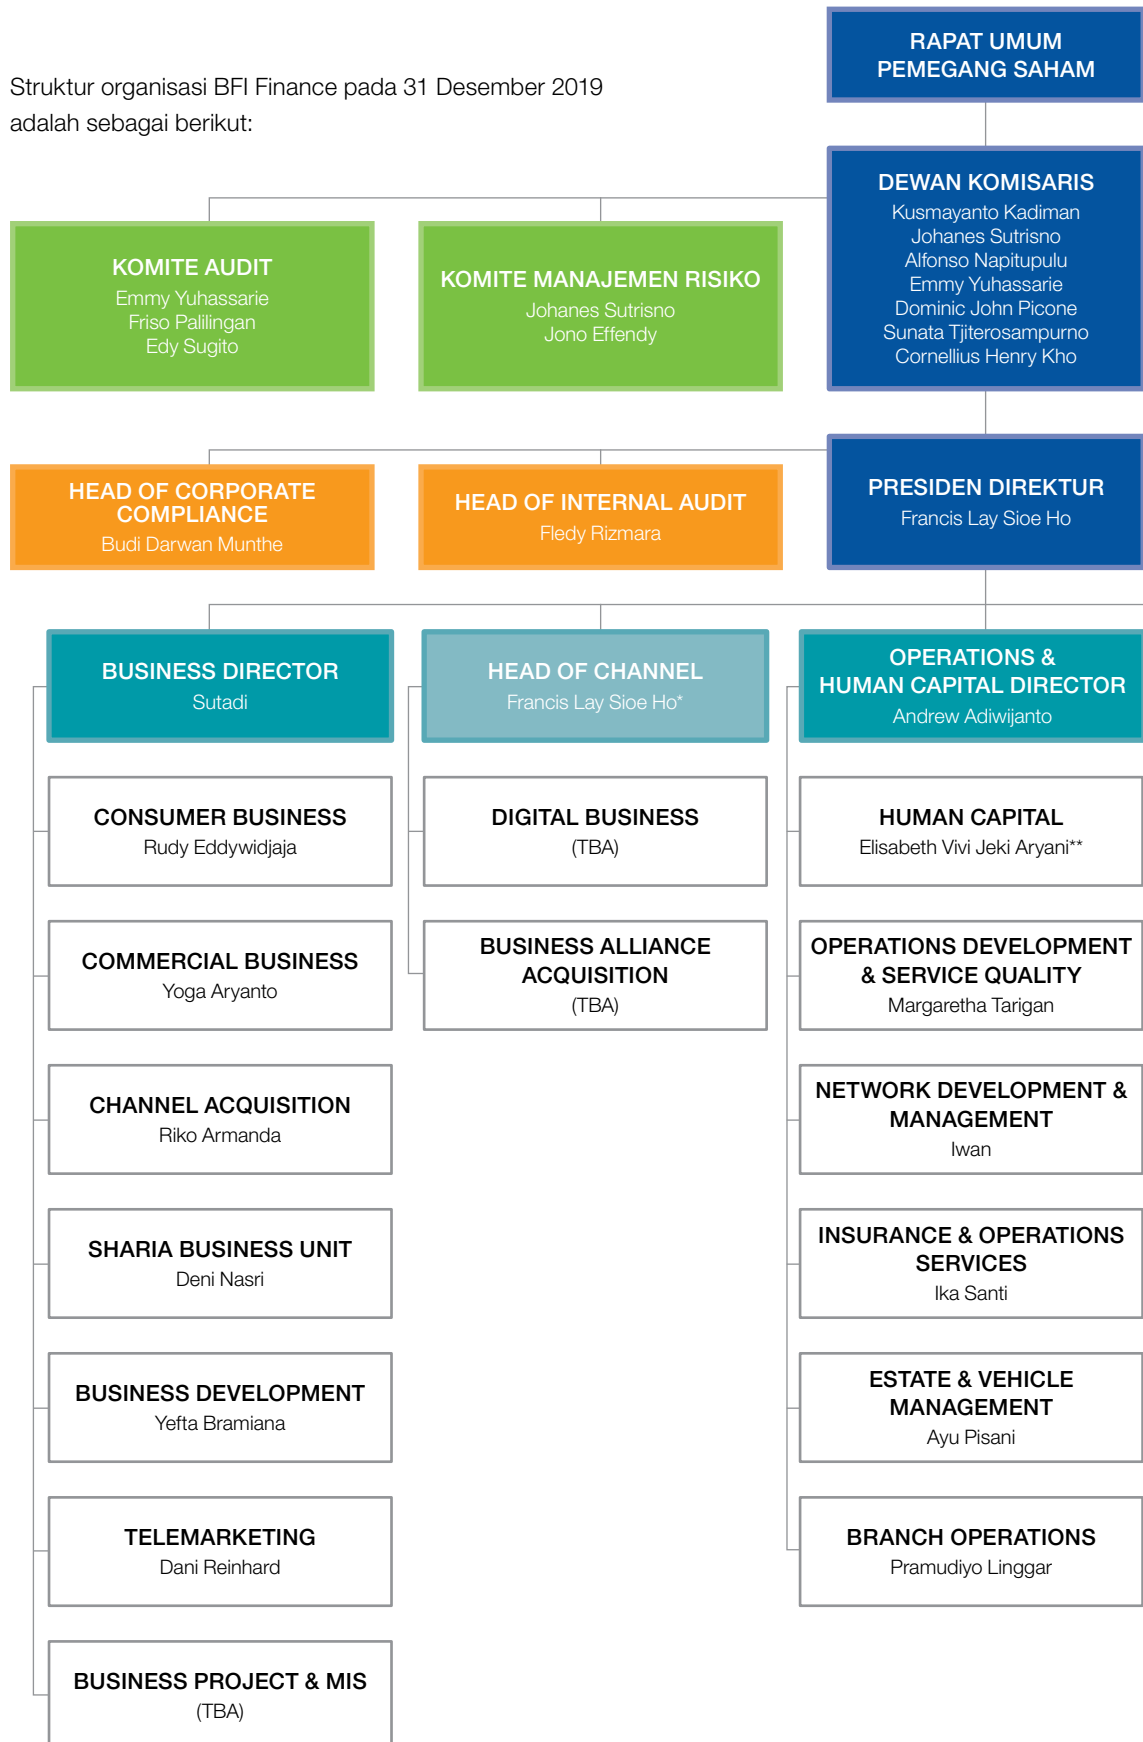 Struktur organisasi BFI Finance pada 31 Desember 2019
adalah sebagai berikut:
RAPAT UMUM
PEMEGANG SAHAM
DEWAN KOMISARIS
Kusmayanto Kadiman
Johanes Sutrisno
Alfonso Napitupulu
Emmy Yuhassarie
Dominic John Picone
Sunata Tjiterosampurno
Cornellius Henry Kho
KOMITE AUDIT
Emmy Yuhassarie
Friso Palilingan
Edy Sugito
KOMITE MANAJEMEN RISIKO
Johanes Sutrisno
Jono Effendy
HEAD OF CORPORATE
COMPLIANCE
Budi Darwan Munthe
HEAD OF INTERNAL AUDIT
Fledy Rizmara
PRESIDEN DIREKTUR
Francis Lay Sioe Ho
BUSINESS DIRECTOR
Sutadi
HEAD OF CHANNEL
Francis Lay Sioe Ho*
OPERATIONS &
HUMAN CAPITAL DIRECTOR
Andrew Adiwijanto
CONSUMER BUSINESS
Rudy Eddywidjaja
COMMERCIAL BUSINESS
Yoga Aryanto
CHANNEL ACQUISITION
Riko Armanda
SHARIA BUSINESS UNIT
Deni Nasri
BUSINESS DEVELOPMENT
Yefta Bramiana
TELEMARKETING
Dani Reinhard
BUSINESS PROJECT & MIS
(TBA)
DIGITAL BUSINESS
(TBA)
BUSINESS ALLIANCE
ACQUISITION
(TBA)
HUMAN CAPITAL
Elisabeth Vivi Jeki Aryani**
OPERATIONS DEVELOPMENT
& SERVICE QUALITY
Margaretha Tarigan
NETWORK DEVELOPMENT &
MANAGEMENT
Iwan
INSURANCE & OPERATIONS
SERVICES
Ika Santi
ESTATE & VEHICLE
MANAGEMENT
Ayu Pisani
BRANCH OPERATIONS
Pramudiyo Linggar